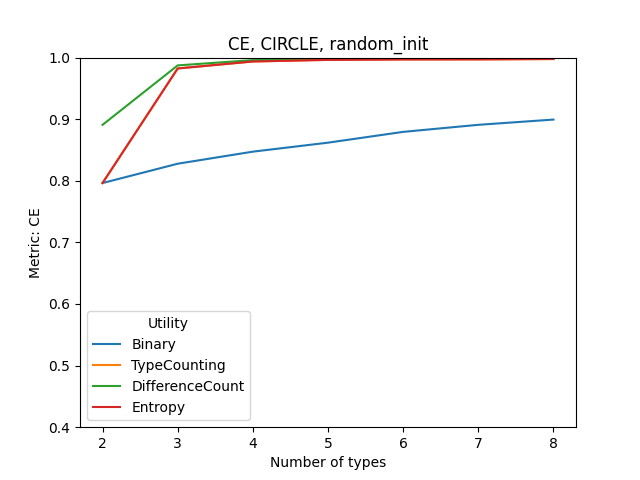 CE, CIRCLE, random_init
Metric: CE
1.0
0.9
0.8
0.7
0.6
0.5
0.4
Utility
Binary
TypeCounting
DifferenceCount
Entropy
2 3 4 5 6 7 8
Number of types